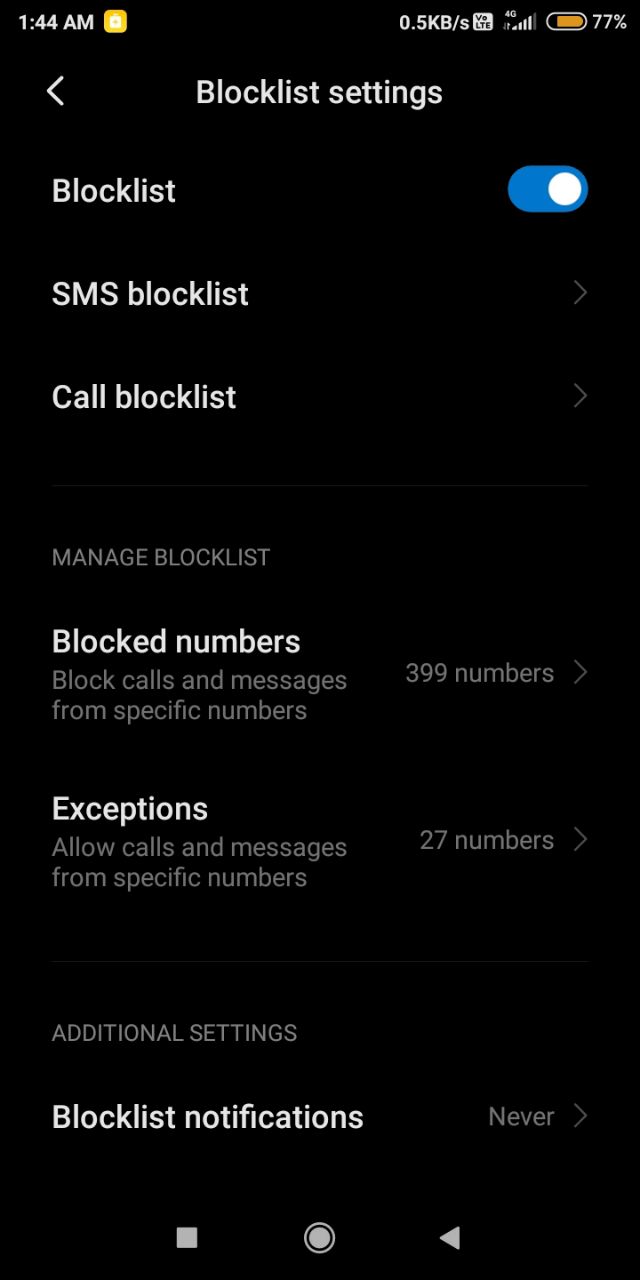 1:44 AM 0.5KB/s Vo LTE 4G 77%
Blocklist settings
Blocklist
SMS blocklist
Call blocklist
MANAGE BLOCKLIST
Blocked numbers
Block calls and messages
from specific numbers
399 numbers
Exceptions
Allow calls and messages
from specific numbers
27 numbers
ADDITIONAL SETTINGS
Blocklist notifications
Never